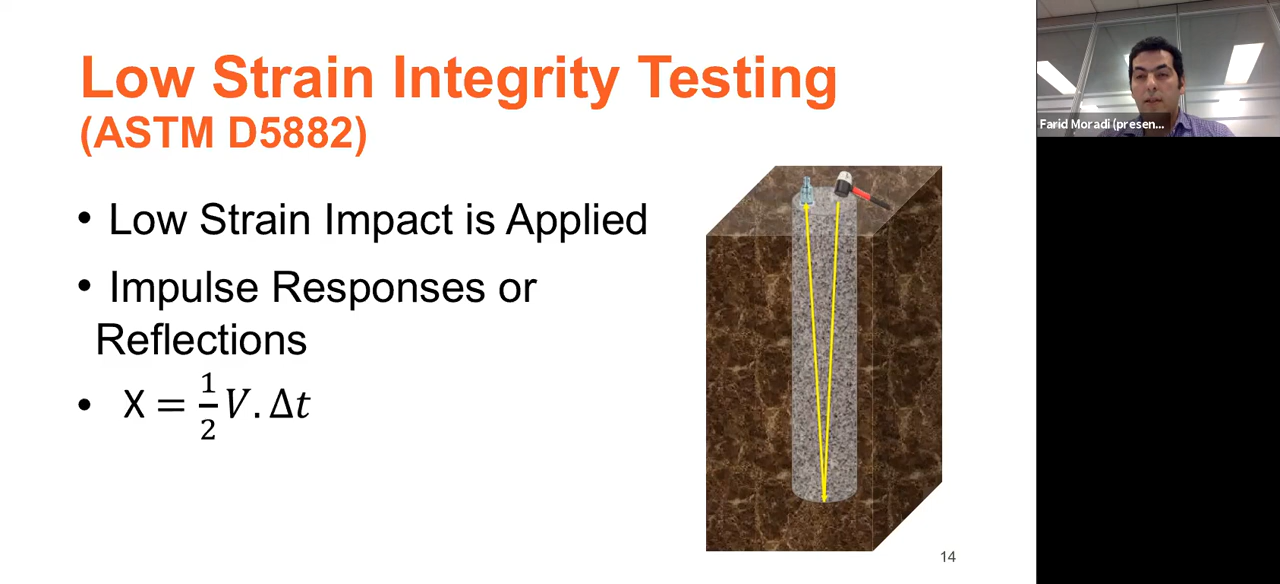 Low Strain Integrity Testing
(ASTM D5882)
• Low Strain Impact is Applied
• Impulse Responses or
Reflections
• X = 1/2 V. Δt
14
Farid Moradi (presen...